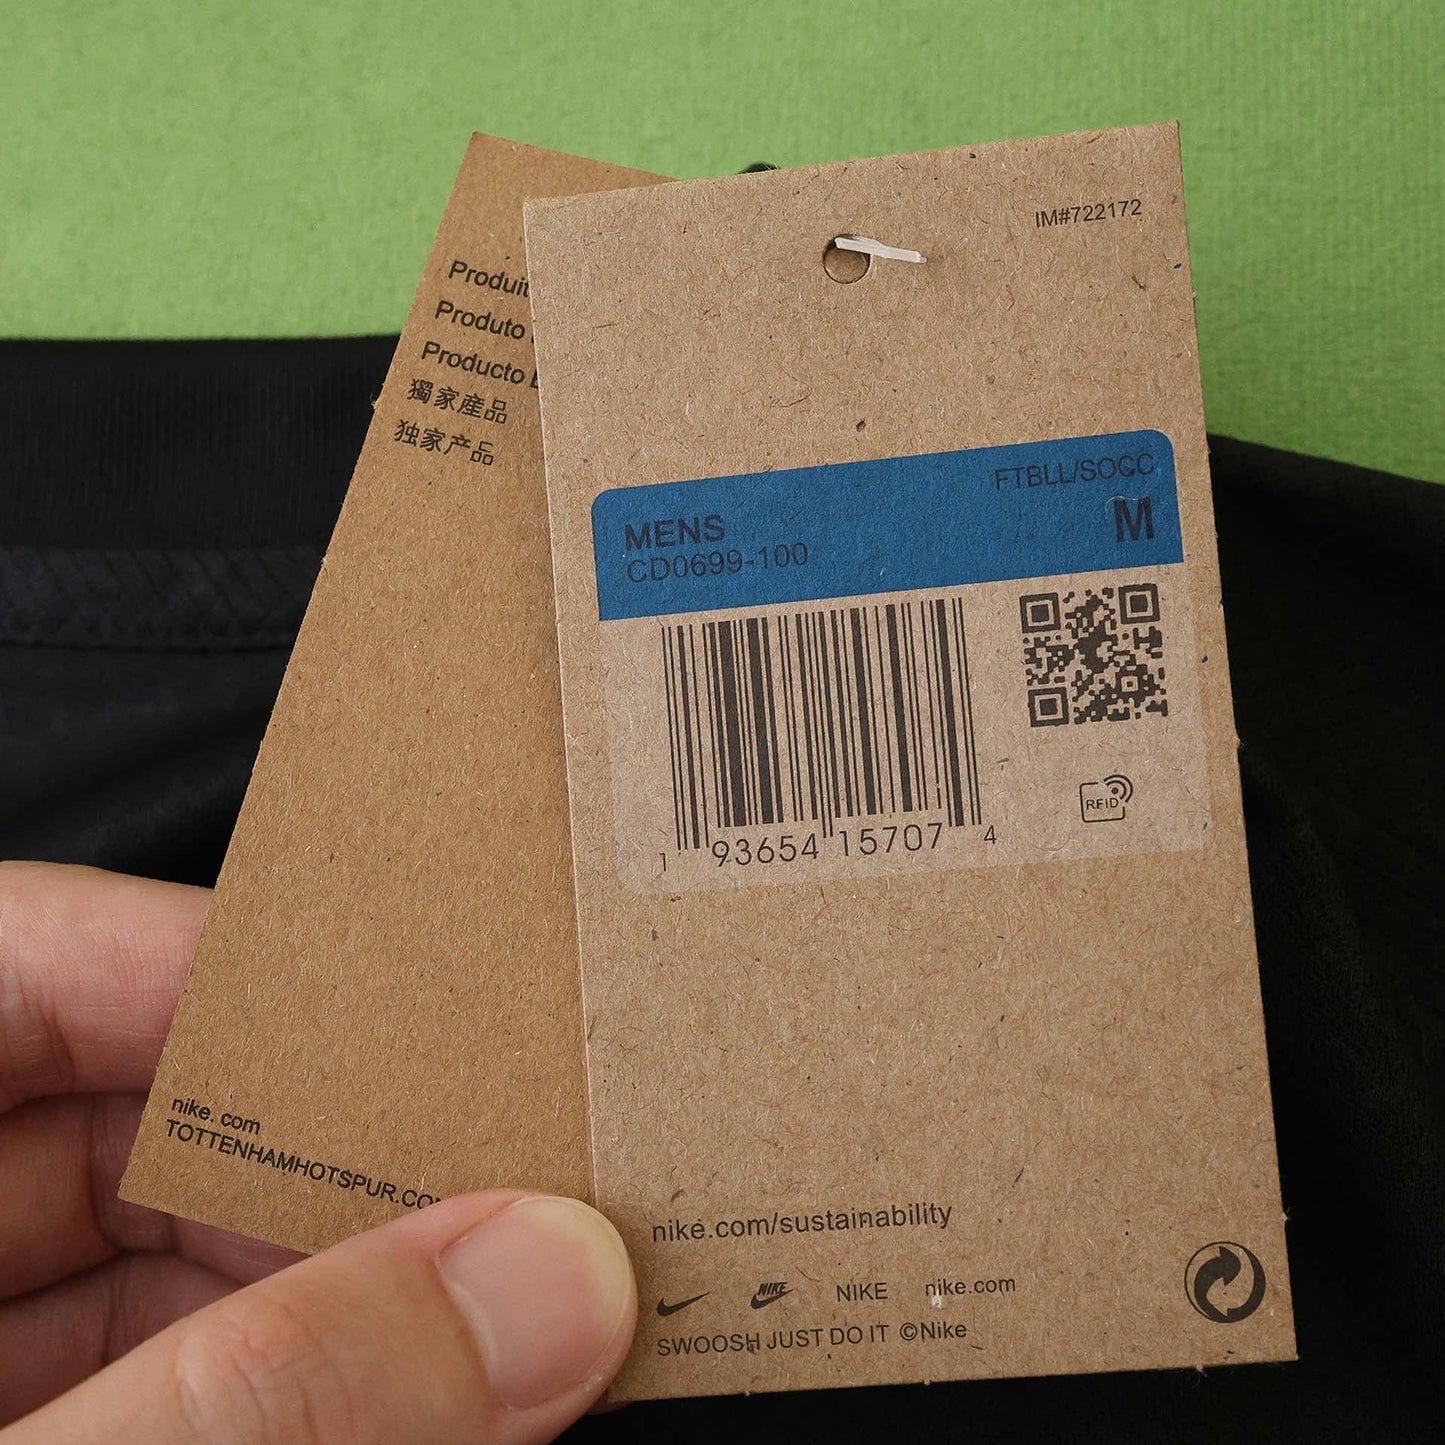 Produit
Produto
Producto
獨家產品
独家产品
nike. com
TOTTENHAMHOTSPUR.CO
IM#722172
FTBLL/SOCC
MENS
M
CD0699-100
1 93654 15707 4
RFID
nike.com/sustainability
NIKE NIKE nike.com
SWOOSH JUST DO IT ©Nike